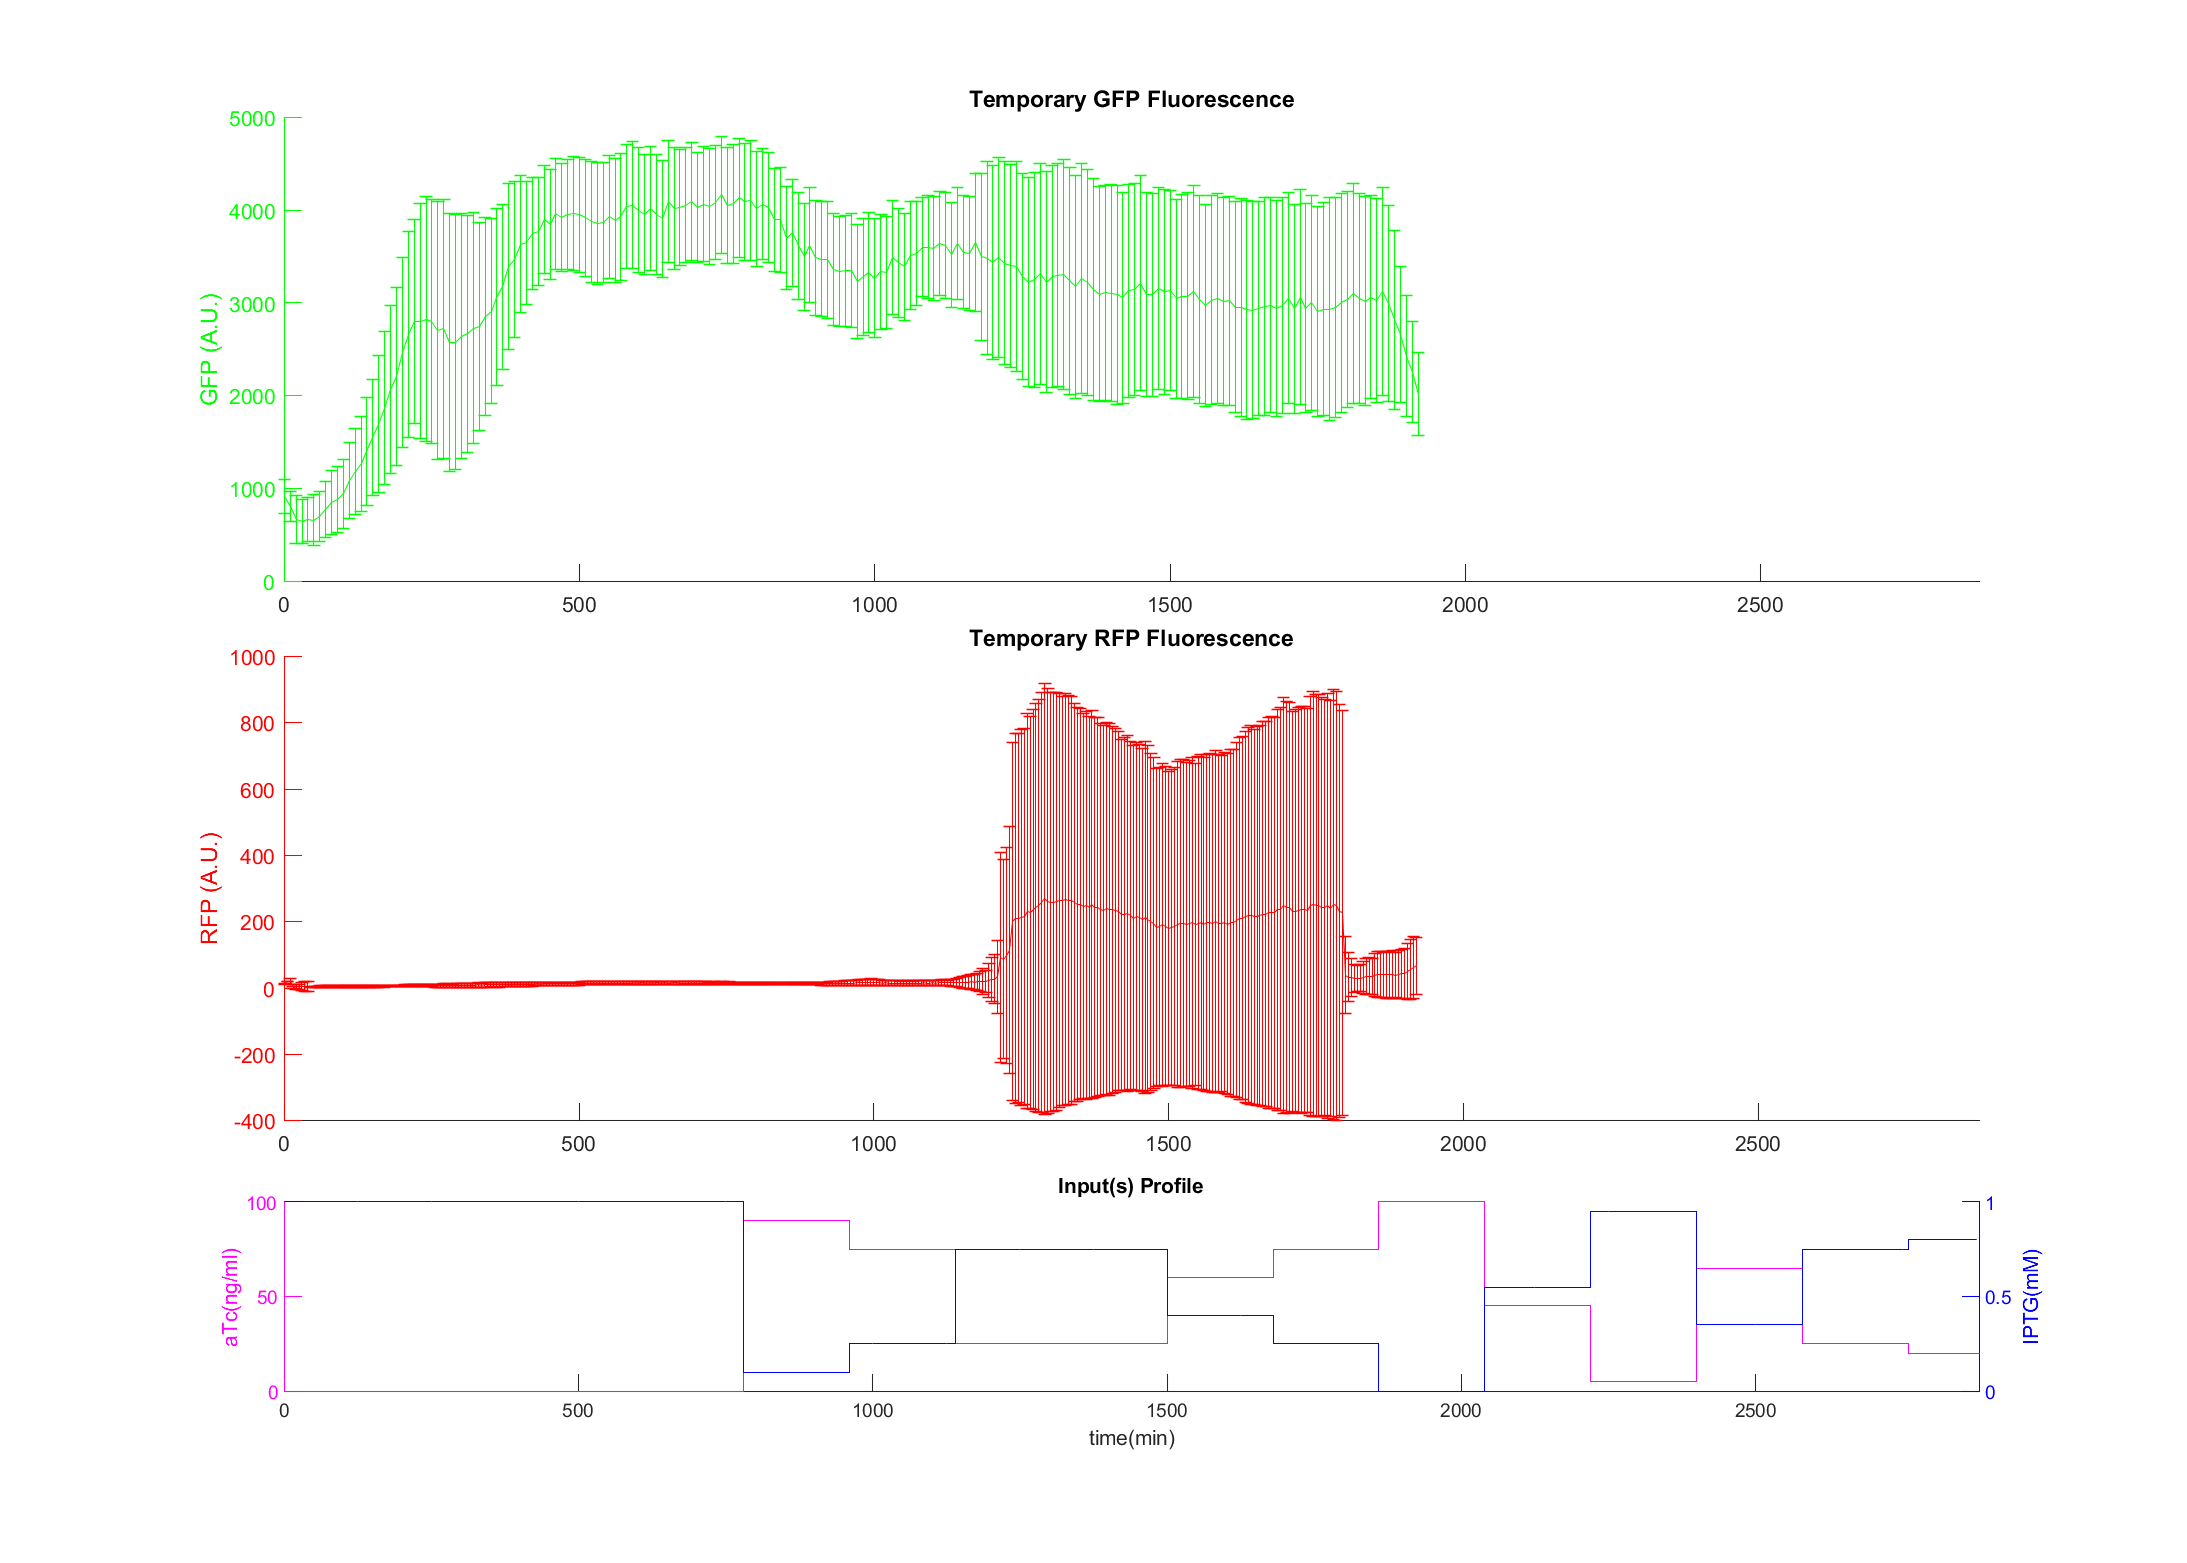 Temporary GFP Fluorescence
GFP (A.U.)
5000
4000
3000
2000
1000
0
0 500 1000 1500 2000 2500
Temporary RFP Fluorescence
RFP (A.U.)
1000
800
600
400
200
0
-200
-400
0 500 1000 1500 2000 2500
Input(s) Profile
aTc(ng/ml)
100
50
0
IPTG(mM)
1
0.5
0
0 500 1000 1500 2000 2500
time(min)